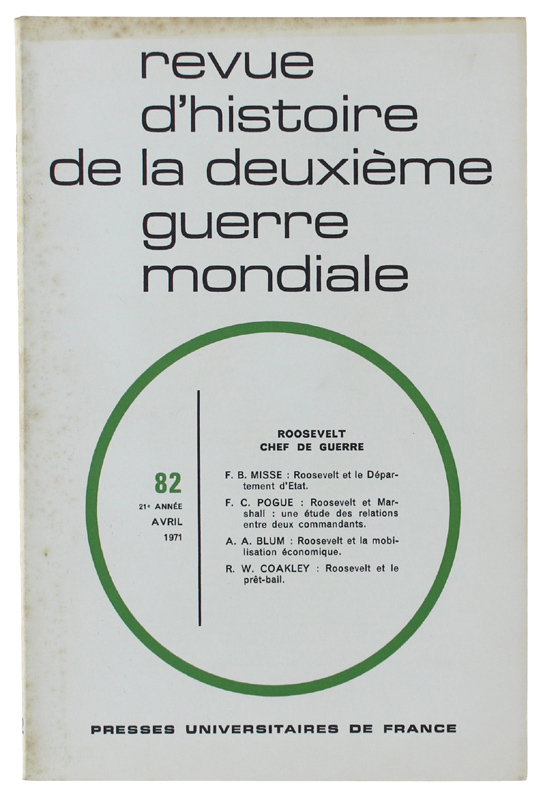 revue
d'histoire
de la deuxième
guerre
mondiale
82
21e ANNÉE
AVRIL
1971
ROOSEVELT
CHEF DE GUERRE
F. B. MISSE : Roosevelt et le Dépar-
tement d'Etat.
F. C. POGUE : Roosevelt et Mar-
shall : une étude des relations
entre deux commandants.
A. A. BLUM : Roosevelt et la mobi-
lisation économique.
R. W. COAKLEY : Roosevelt et le
prêt-bail.
PRESSES UNIVERSITAIRES DE FRANCE